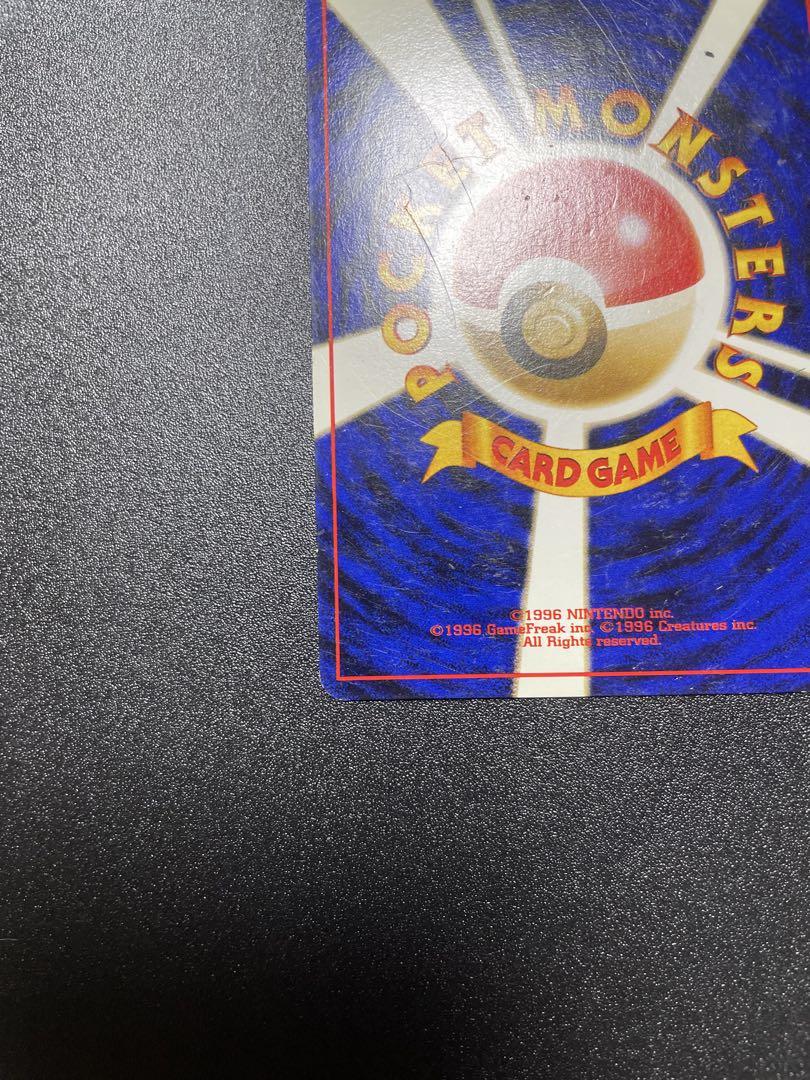 POCKET MONSTERS
CARD GAME
©1996 NINTENDO inc.
©1996 GameFreak inc. ©1996 Creatures inc.
All Rights reserved.